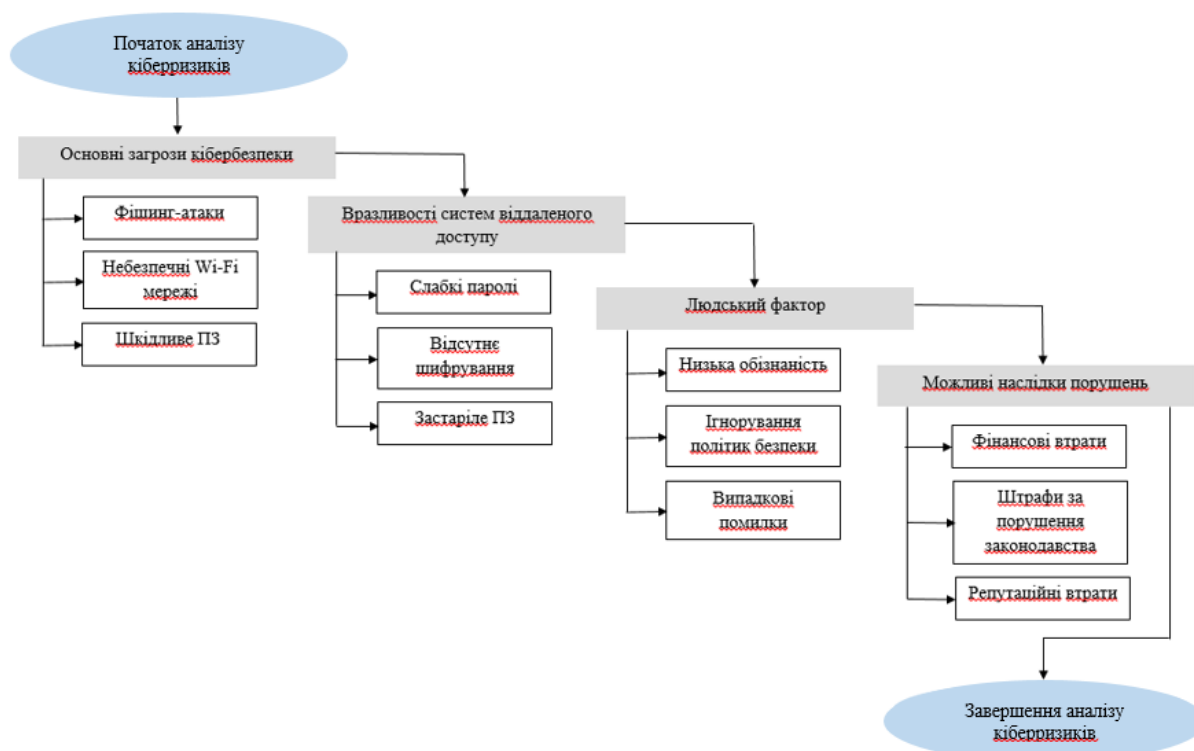 Початок аналізу
кіберризиків
Основні загрози кібербезпеки
Фішинг-атаки
Небезпечні Wi-Fi
мережі
Шкідливе ПЗ
Вразливості систем віддаленого
доступу
Слабкі паролі
Відсутнє
шифрування
Застаріле ПЗ
Людський фактор
Низька обізнаність
Ігнорування
політик безпеки
Випадкові
помилки
Можливі наслідки порушень
Фінансові втрати
Штрафи за
порушення
законодавства
Репутаційні втрати
Завершення аналізу
кіберризиків